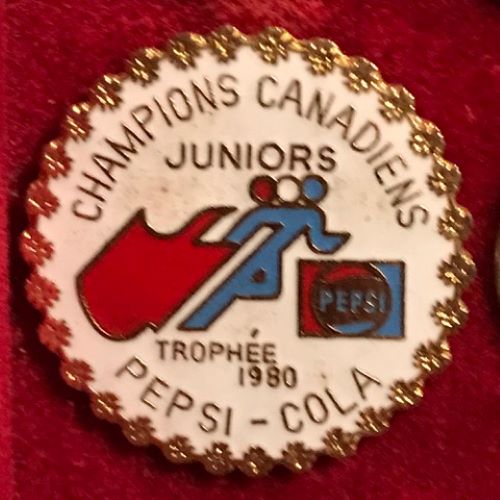 CHAMPIONS CANADIENS
JUNIORS
PEPSI
TROPHÉE
1980
PEPSI - COLA